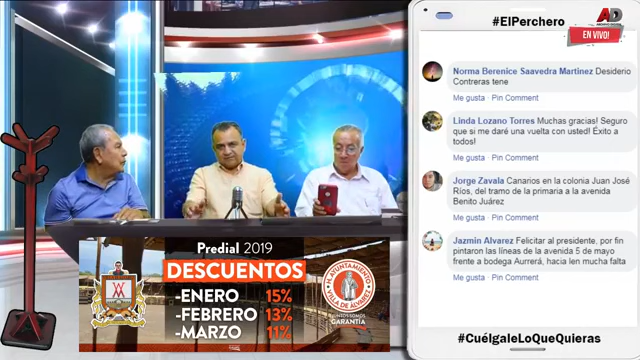 #ElPerchero
AD
EN VIVO!
Norma Berenice Saavedra Martinez Desiderio
Contreras tene
Me gusta · Pin Comment
Linda Lozano Torres Muchas gracias! Seguro
que si me daré una vuelta con usted! Éxito a
todos!
Me gusta · Pin Comment
Jorge Zavala Canarios en la colonia Juan José
Ríos, del tramo de la primaria a la avenida
Benito Juárez
Me gusta · Pin Comment
Jazmin Alvarez Felicitar al presidente, por fin
pintaron las líneas de la avenida 5 de mayo
frente a bodega Aurrerá, hacia len mucha falta
Me gusta · Pin Comment
#CuélgaleLoQueQuieras
Predial 2019
DESCUENTOS
-ENERO 15%
-FEBRERO 13%
-MARZO 11%
H. AYUNTAMIENTO
VILLA DE ÁLVAREZ
GARANTÍA